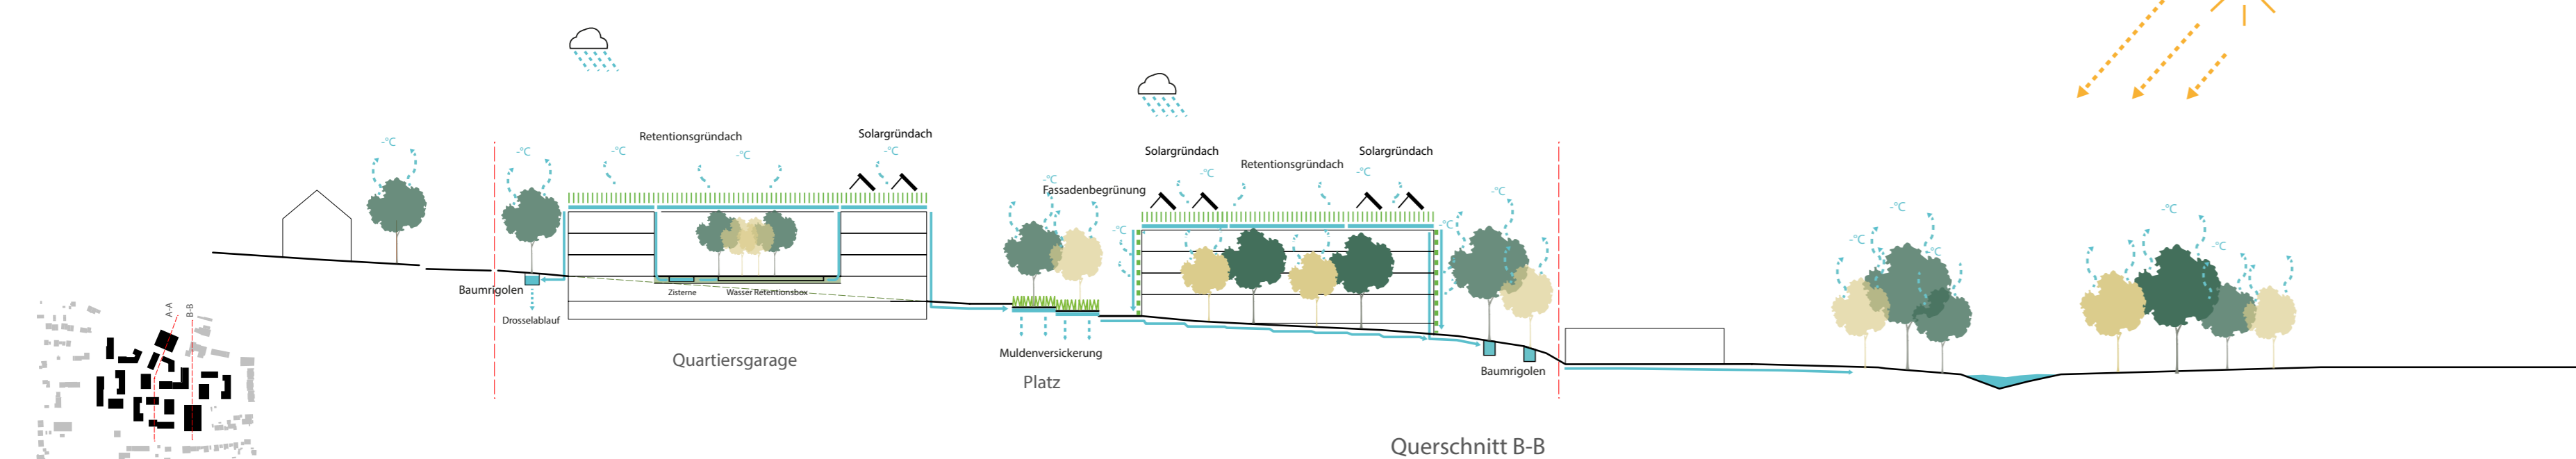 -°C
-°C
Retentionsgründach
-°C
-°C
Solargründach
-°C
Baumrigolen
Drosselablauf
Zisterne
Wasser Retentionsbox
Quartiersgarage
-°C
Fassadenbegrünung
Muldenversickerung
Platz
-°C
Solargründach
-°C
Retentionsgründach
Solargründach
-°C
-°C
-°C
-°C
Baumrigolen
-°C
-°C
-°C
-°C
-°C
A-A
B-B
Querschnitt B-B